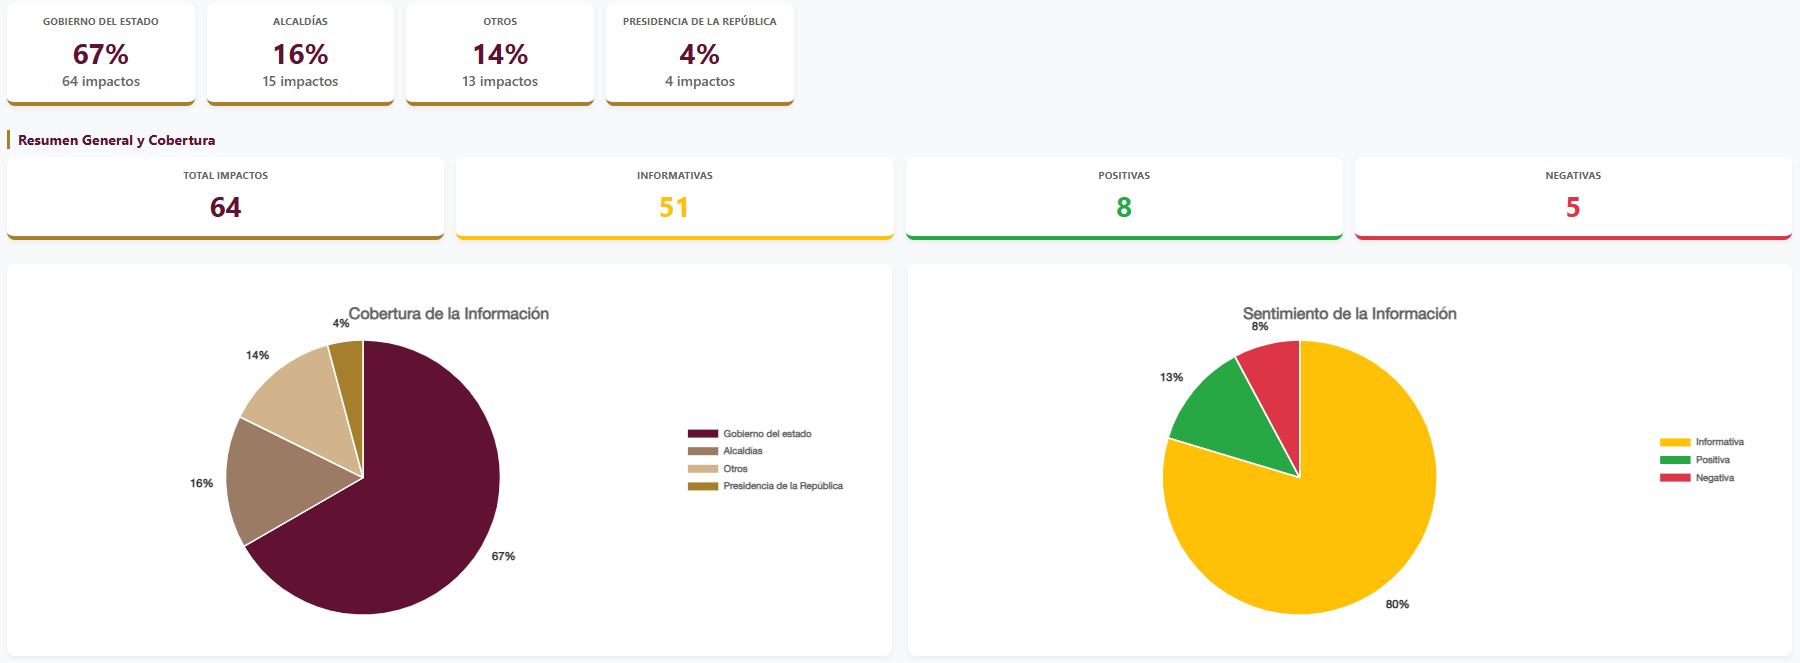 GOBIERNO DEL ESTADO
67%
64 impactos
ALCALDÍAS
16%
15 impactos
OTROS
14%
13 impactos
PRESIDENCIA DE LA REPÚBLICA
4%
4 impactos
Resumen General y Cobertura
TOTAL IMPACTOS
64
INFORMATIVAS
51
POSITIVAS
8
NEGATIVAS
5
Cobertura de la Información
4%
14%
16%
67%
Gobierno del estado
Alcaldías
Otros
Presidencia de la República
Sentimiento de la Información
8%
13%
80%
Informativa
Positiva
Negativa